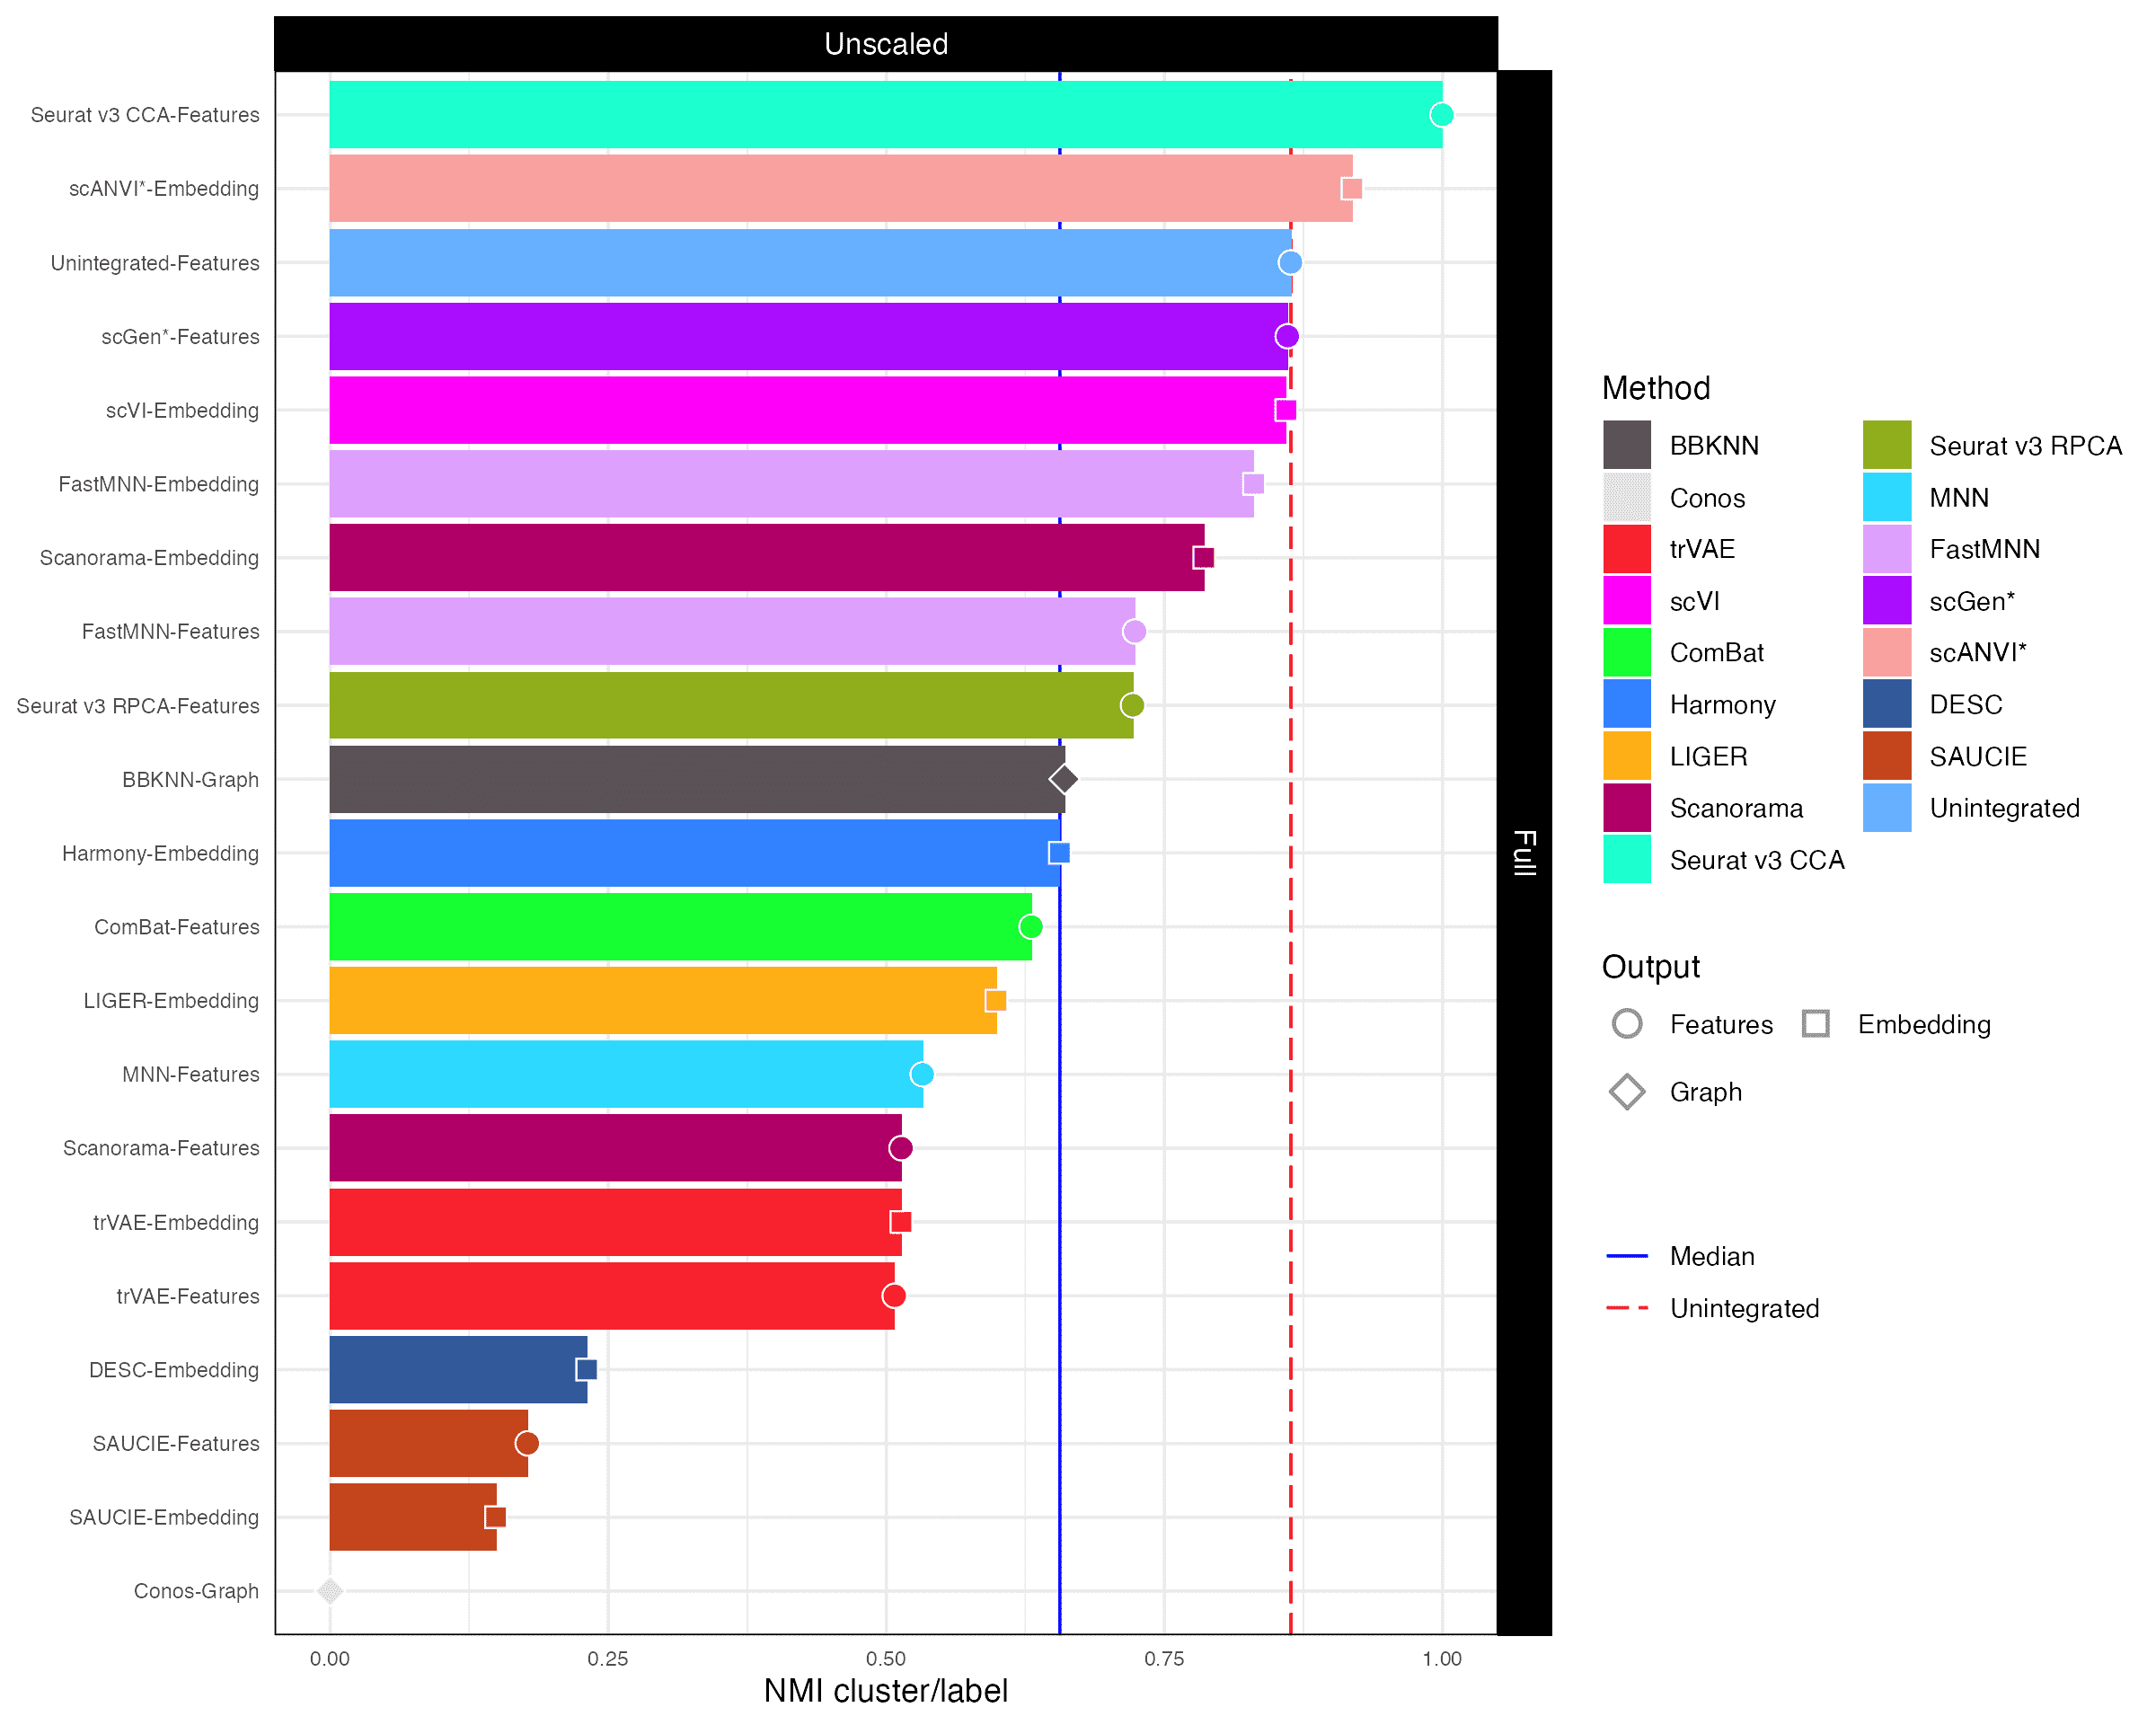 Unscaled
Seurat v3 CCA-Features
scANVI*-Embedding
Unintegrated-Features
scGen*-Features
scVI-Embedding
FastMNN-Embedding
Scanorama-Embedding
FastMNN-Features
Seurat v3 RPCA-Features
BBKNN-Graph
Harmony-Embedding
ComBat-Features
LIGER-Embedding
MNN-Features
Scanorama-Features
trVAE-Embedding
trVAE-Features
DESC-Embedding
SAUCIE-Features
SAUCIE-Embedding
Conos-Graph
0.00 0.25 0.50 0.75 1.00
NMI cluster/label
Full
Method
BBKNN
Conos
trVAE
scVI
ComBat
Harmony
LIGER
Scanorama
Seurat v3 CCA
Seurat v3 RPCA
MNN
FastMNN
scGen*
scANVI*
DESC
SAUCIE
Unintegrated
Output
Features Embedding
Graph
Median
Unintegrated